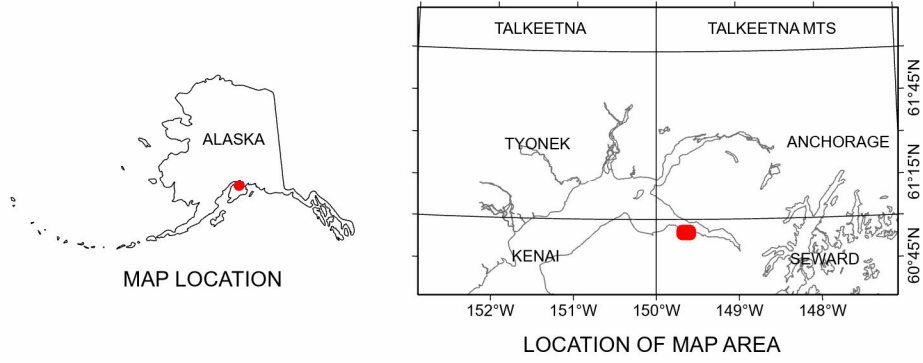 ALASKA
MAP LOCATION
TALKEETNA
TALKEETNA MTS
TYONEK
ANCHORAGE
KENAI
SEWARD
61°45'N
61°15'N
60°45'N
152°W
151°W
150°W
149°W
148°W
LOCATION OF MAP AREA